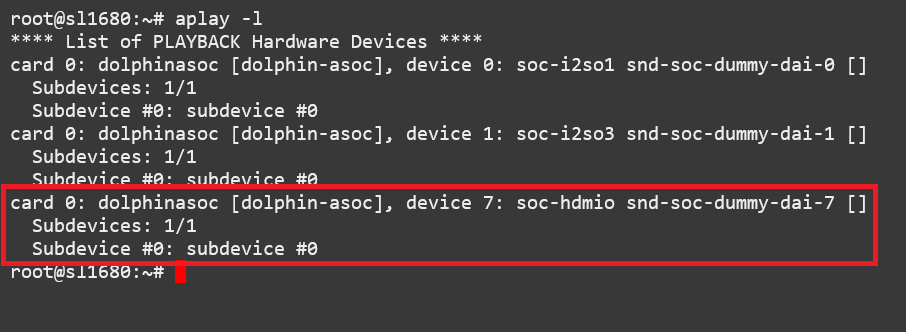 root@sl1680:~# aplay -l
**** List of PLAYBACK Hardware Devices ****
card 0: dolphinasoc [dolphin-asoc], device 0: soc-i2so1 snd-soc-dummy-dai-0 []
  Subdevices: 1/1
  Subdevice #0: subdevice #0
card 0: dolphinasoc [dolphin-asoc], device 1: soc-i2so3 snd-soc-dummy-dai-1 []
  Subdevices: 1/1
  Subdevice #0: subdevice #0
card 0: dolphinasoc [dolphin-asoc], device 7: soc-hdmio snd-soc-dummy-dai-7 []
  Subdevices: 1/1
  Subdevice #0: subdevice #0
root@sl1680:~#